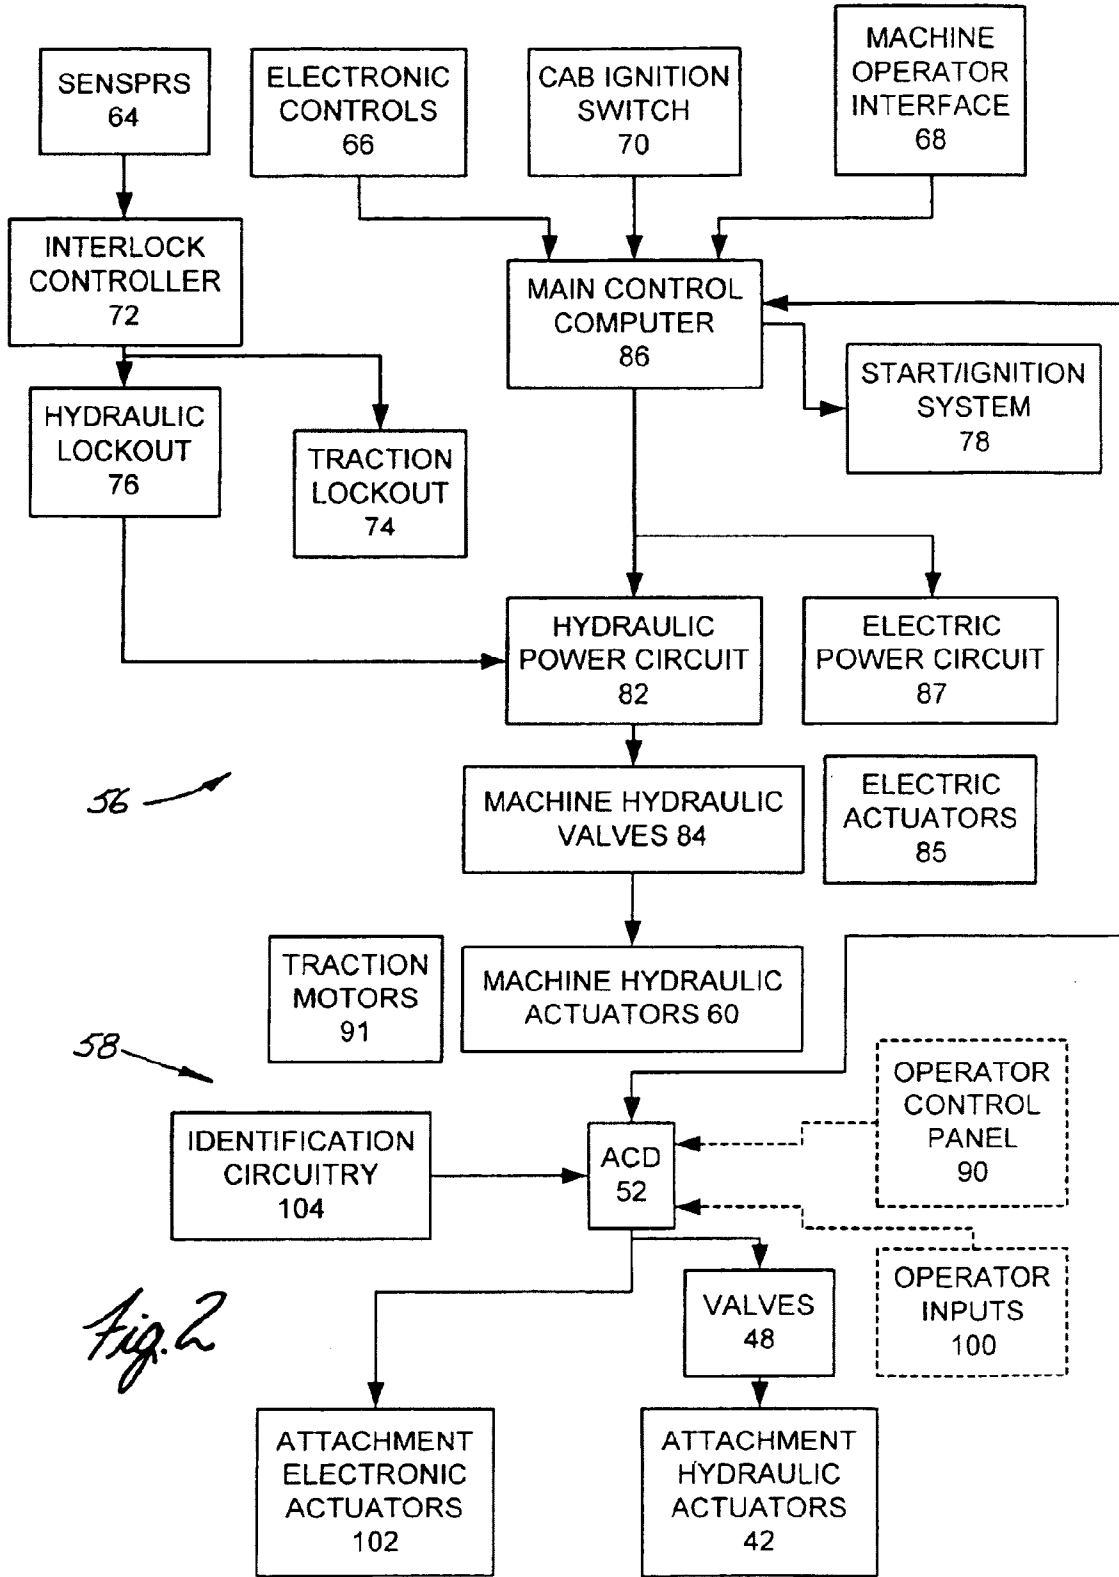 SENSPRS
64
ELECTRONIC
CONTROLS
66
CAB IGNITION
SWITCH
70
MACHINE
OPERATOR
INTERFACE
68
INTERLOCK
CONTROLLER
72
MAIN CONTROL
COMPUTER
86
START/IGNITION
SYSTEM
78
HYDRAULIC
LOCKOUT
76
TRACTION
LOCKOUT
74
HYDRAULIC
POWER CIRCUIT
82
ELECTRIC
POWER CIRCUIT
87
56
MACHINE HYDRAULIC
VALVES 84
ELECTRIC
ACTUATORS
85
TRACTION
MOTORS
91
MACHINE HYDRAULIC
ACTUATORS 60
58
OPERATOR
CONTROL
PANEL
90
IDENTIFICATION
CIRCUITRY
104
ACD
52
VALVES
48
OPERATOR
INPUTS
100
Fig. 2
ATTACHMENT
ELECTRONIC
ACTUATORS
102
ATTACHMENT
HYDRAULIC
ACTUATORS
42